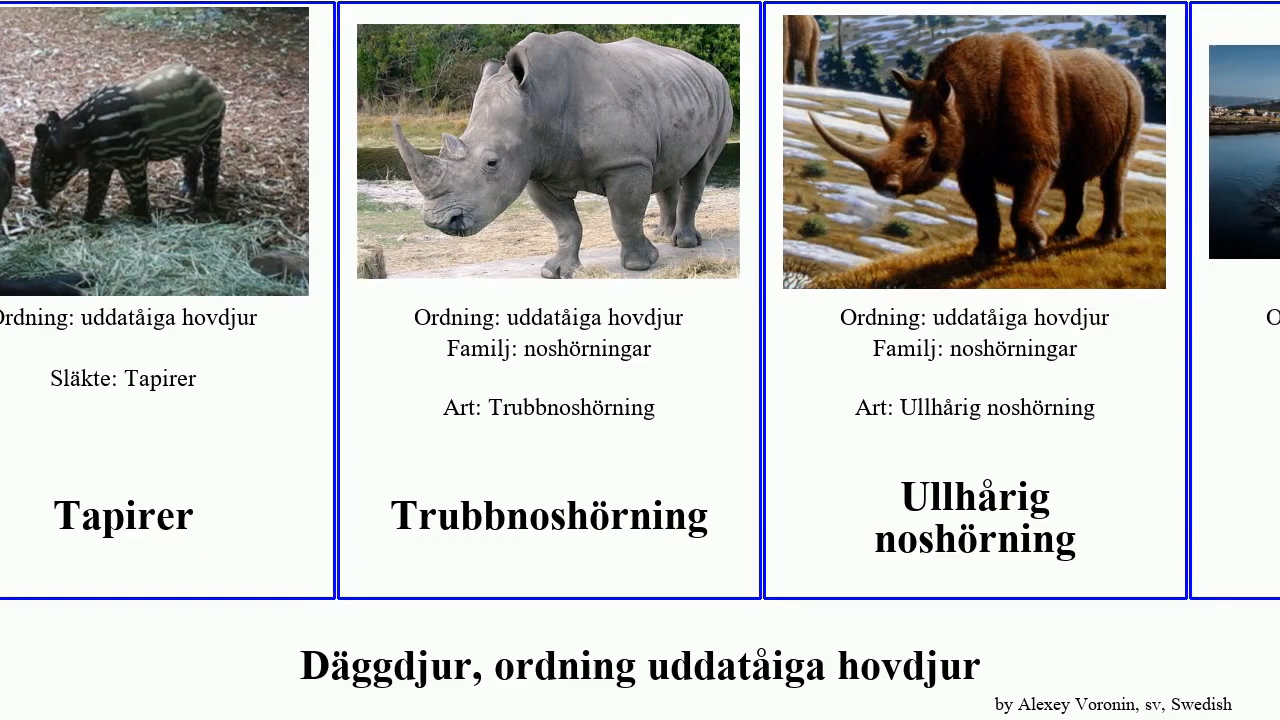 Ordning: uddatåiga hovdjur
Släkte: Tapirer
Tapirer
Ordning: uddatåiga hovdjur
Familj: noshörningar
Art: Trubbnoshörning
Trubbnoshörning
Ordning: uddatåiga hovdjur
Familj: noshörningar
Art: Ullhårig noshörning
Ullhårig
noshörning
Däggdjur, ordning uddatåiga hovdjur
by Alexey Voronin, sv, Swedish